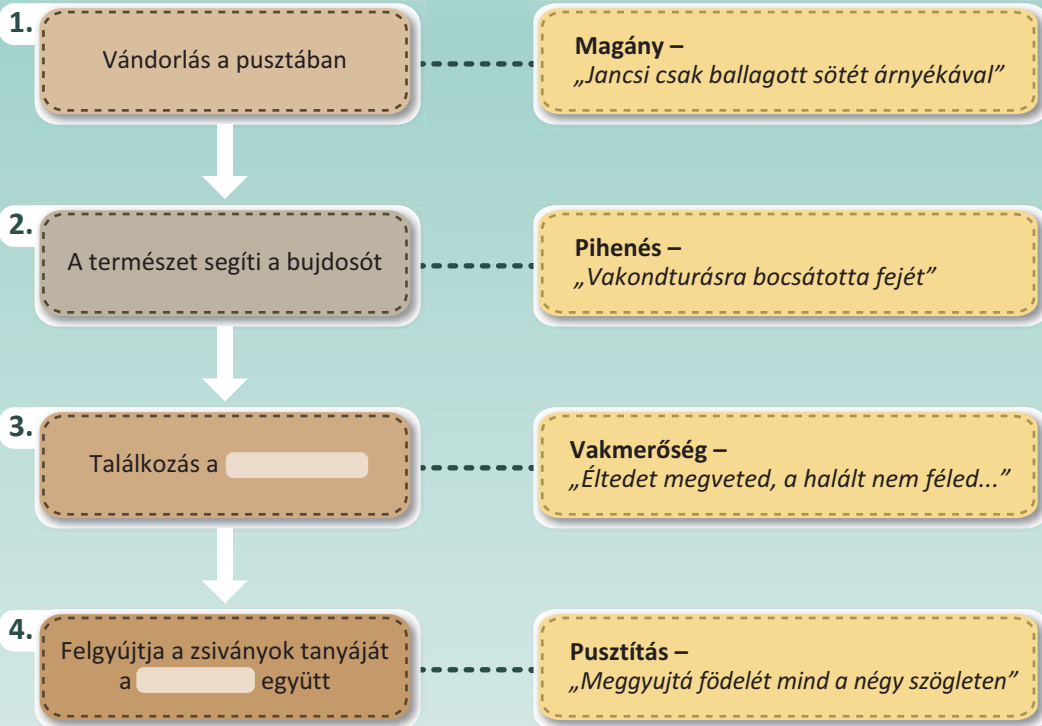 1.
Vándorlás a pusztában
Magány –
„Jancsi csak ballagott sötét árnyékával”
2.
A természet segíti a bujdosót
Pihenés –
„Vakondturásra bocsátotta fejét”
3.
Találkozás a
Vakmerőség –
„Éltedet megveted, a halált nem féled...”
4.
Felgyújtja a zsiványok tanyáját
a együtt
Pusztítás –
„Meggyujtá födelét mind a négy szögleten”